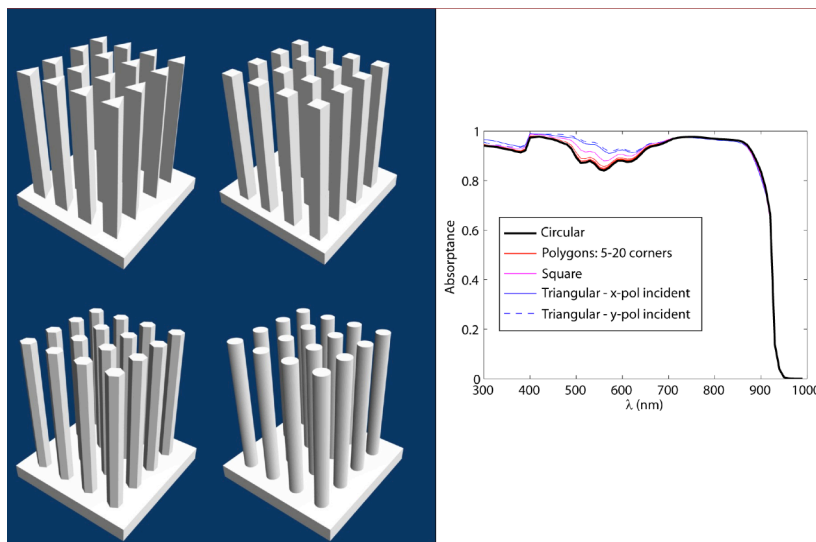 1
0.8
0.6
0.4
0.2
0
Absorptance
Circular
Polygons: 5-20 corners
Square
Triangular - x-pol incident
Triangular - y-pol incident
300 400 500 600 700 800 900 1000
λ (nm)